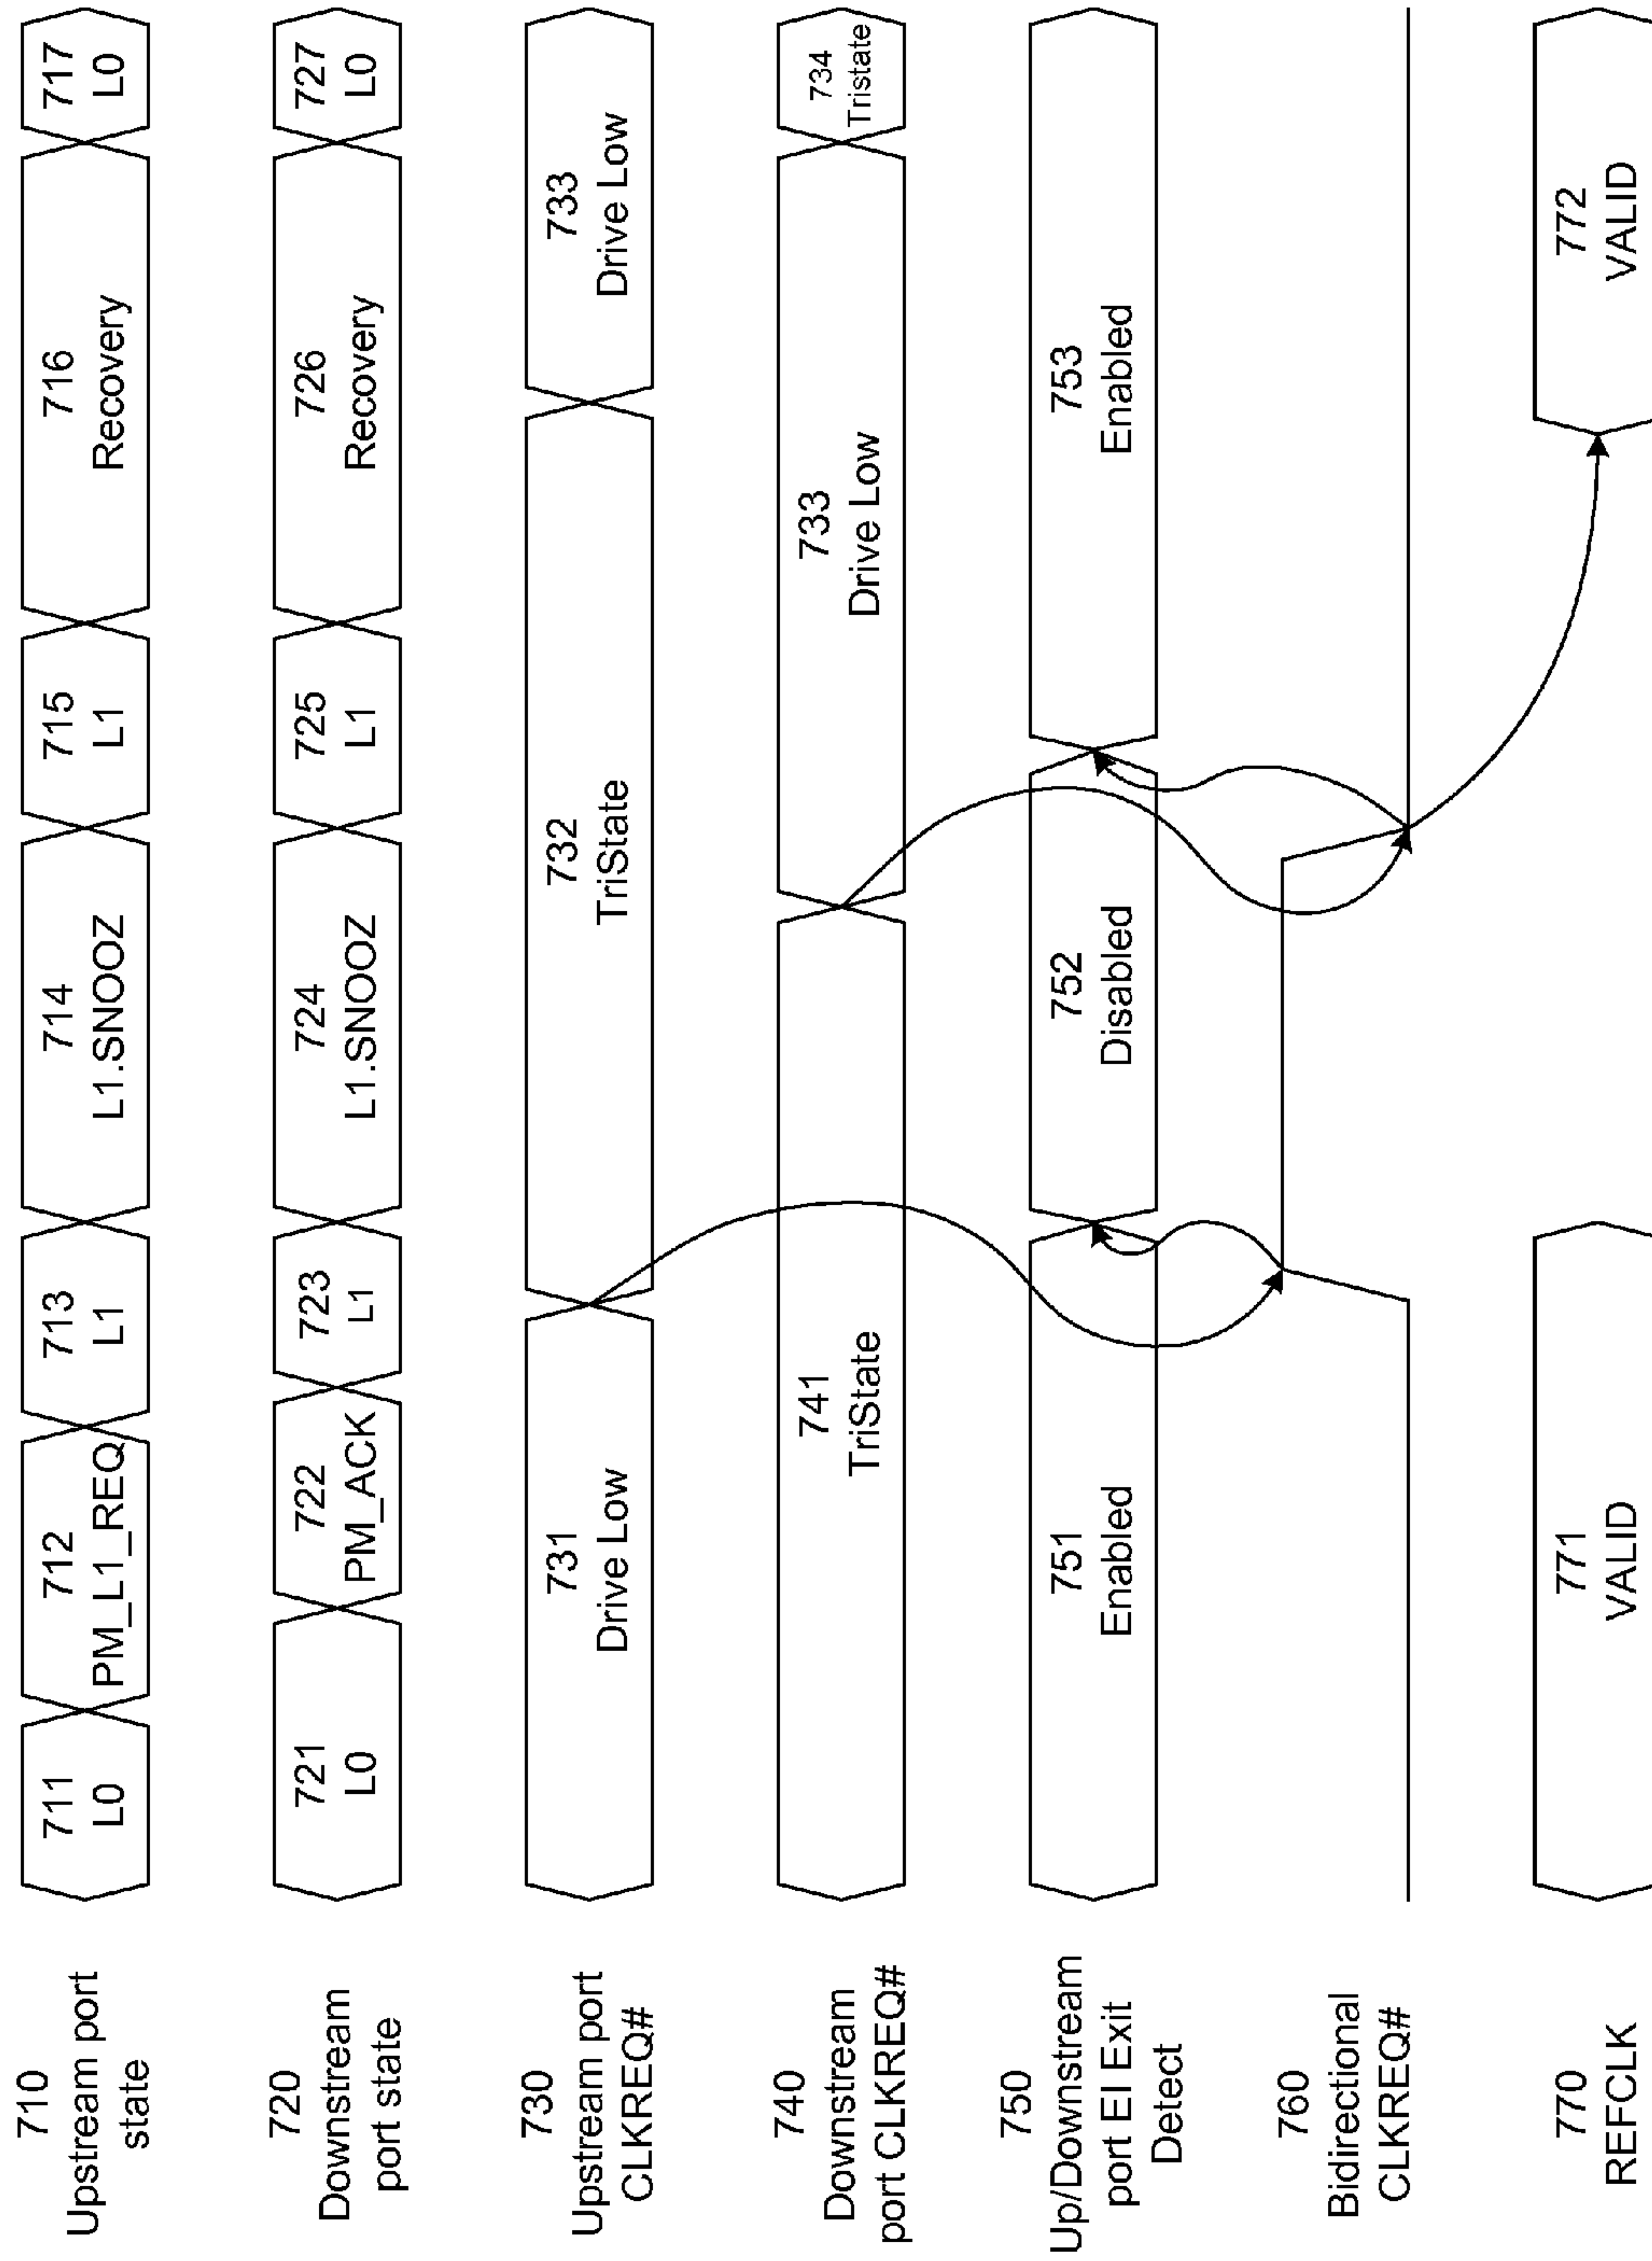 710
Upstream port
state
711
L0
712
PM_L1_REQ
713
L1
714
L1.SNOOZ
715
L1
716
Recovery
717
L0
720
Downstream
port state
721
L0
722
PM_ACK
723
L1
724
L1.SNOOZ
725
L1
726
Recovery
727
L0
730
Upstream port
CLKREQ#
731
Drive Low
732
TriState
733
Drive Low
740
Downstream
port CLKREQ#
741
TriState
733
Drive Low
734
Tristate
750
Up/Downstream
port EI Exit
Detect
751
Enabled
752
Disabled
753
Enabled
760
Bidirectional
CLKREQ#
770
REFCLK
771
VALID
772
VALID